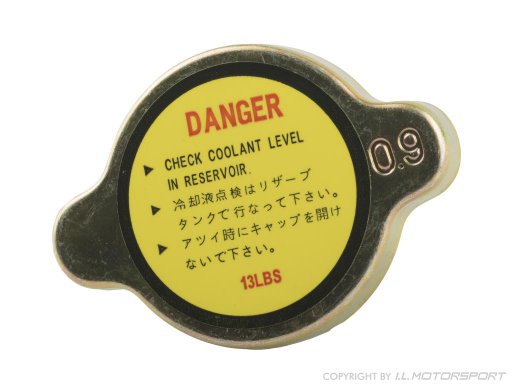 DANGER
▶ CHECK COOLANT LEVEL
IN RESERVOIR.
▶ 冷却液点検はリザーブ
タンクで行なって下さい。
▶ アツイ時にキャップを開け
ないで下さい。
13LBS
0.9
COPYRIGHT BY I.L. MOTORSPORT